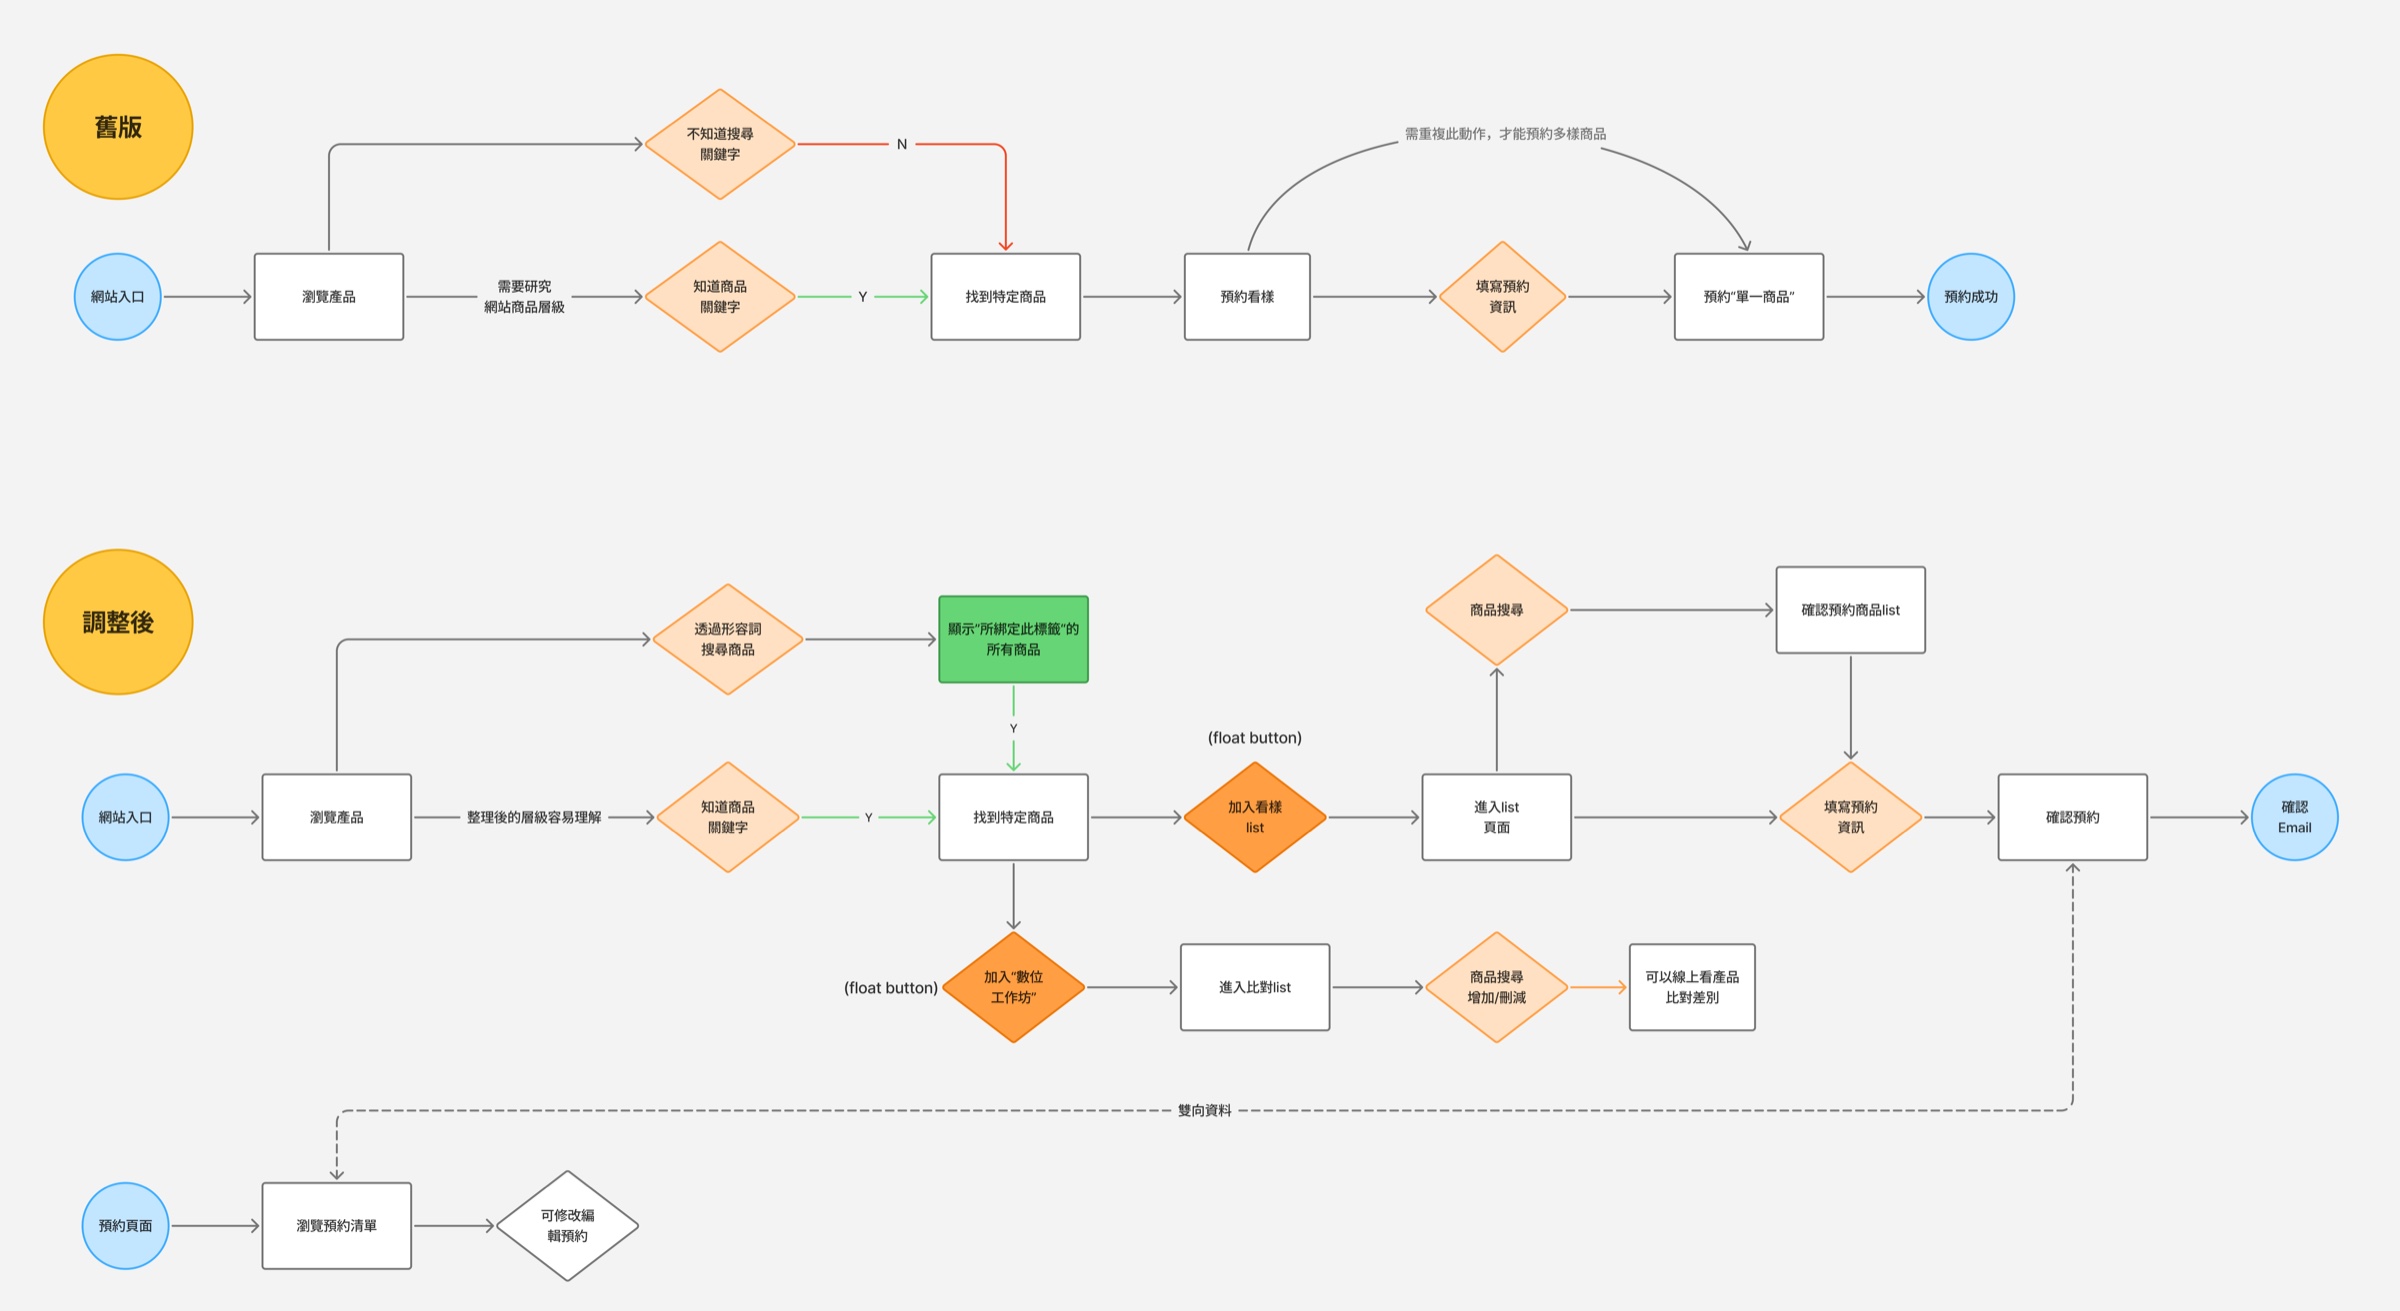 舊版
不知道搜尋
關鍵字
N
需重複此動作，才能預約多樣商品
網站入口
瀏覽產品
需要研究
網站商品層級
知道商品
關鍵字
Y
找到特定商品
預約看樣
填寫預約
資訊
預約“單一商品”
預約成功
調整後
透過形容詞
搜尋商品
顯示“所綁定此標籤“的
所有商品
商品搜尋
確認預約商品list
Y
(float button)
網站入口
瀏覽產品
整理後的層級容易理解
知道商品
關鍵字
Y
找到特定商品
加入看樣
list
進入list
頁面
填寫預約
資訊
確認預約
確認
Email
(float button)
加入“數位
工作坊”
進入比對list
商品搜尋
增加/刪減
可以線上看產品
比對差別
雙向資料
預約頁面
瀏覽預約清單
可修改編
輯預約